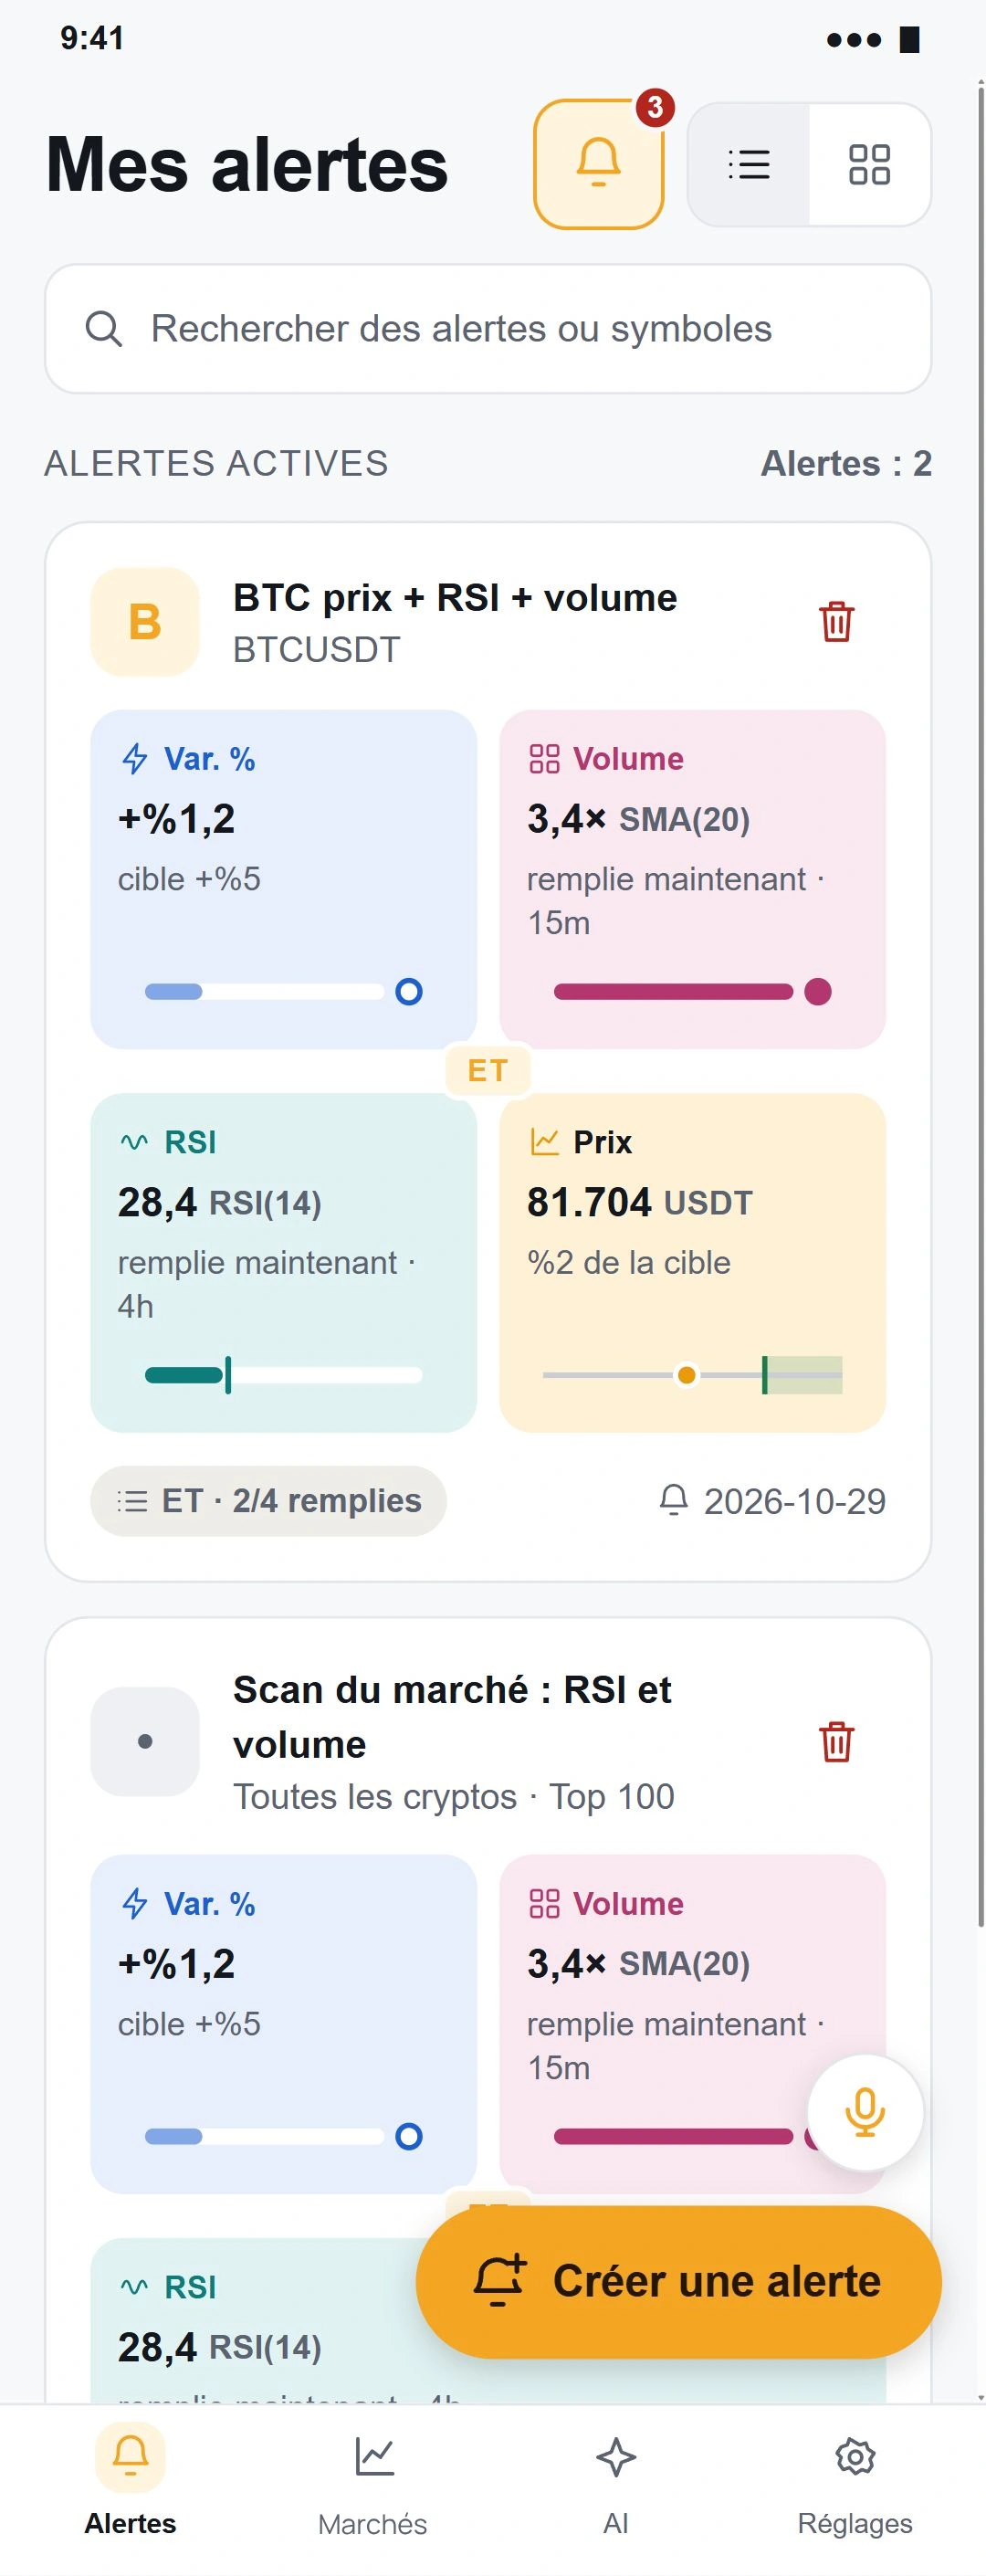 9:41
Mes alertes
3
Rechercher des alertes ou symboles
ALERTES ACTIVES
Alertes : 2
B
BTC prix + RSI + volume
BTCUSDT
Var. %
+%1,2
cible +%5
Volume
3,4× SMA(20)
remplie maintenant ·
15m
ET
RSI
28,4 RSI(14)
remplie maintenant ·
4h
Prix
81.704 USDT
%2 de la cible
ET · 2/4 remplies
2026-10-29
Scan du marché : RSI et
volume
Toutes les cryptos · Top 100
Var. %
+%1,2
cible +%5
Volume
3,4× SMA(20)
remplie maintenant ·
15m
RSI
28,4 RSI(14)
remplie maintenant · 4h
Créer une alerte
Alertes
Marchés
AI
Réglages